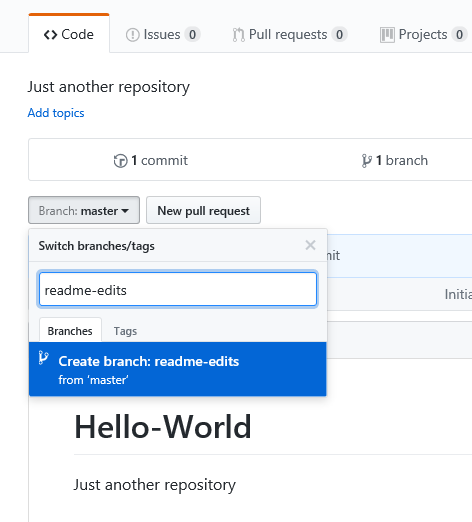 Code Issues 0 Pull requests 0 Projects 0
Just another repository
Add topics
1 commit 1 branch
Branch: master New pull request
Switch branches/tags
readme-edits
Branches Tags
Create branch: readme-edits
from ‘master’
Hello-World
Just another repository